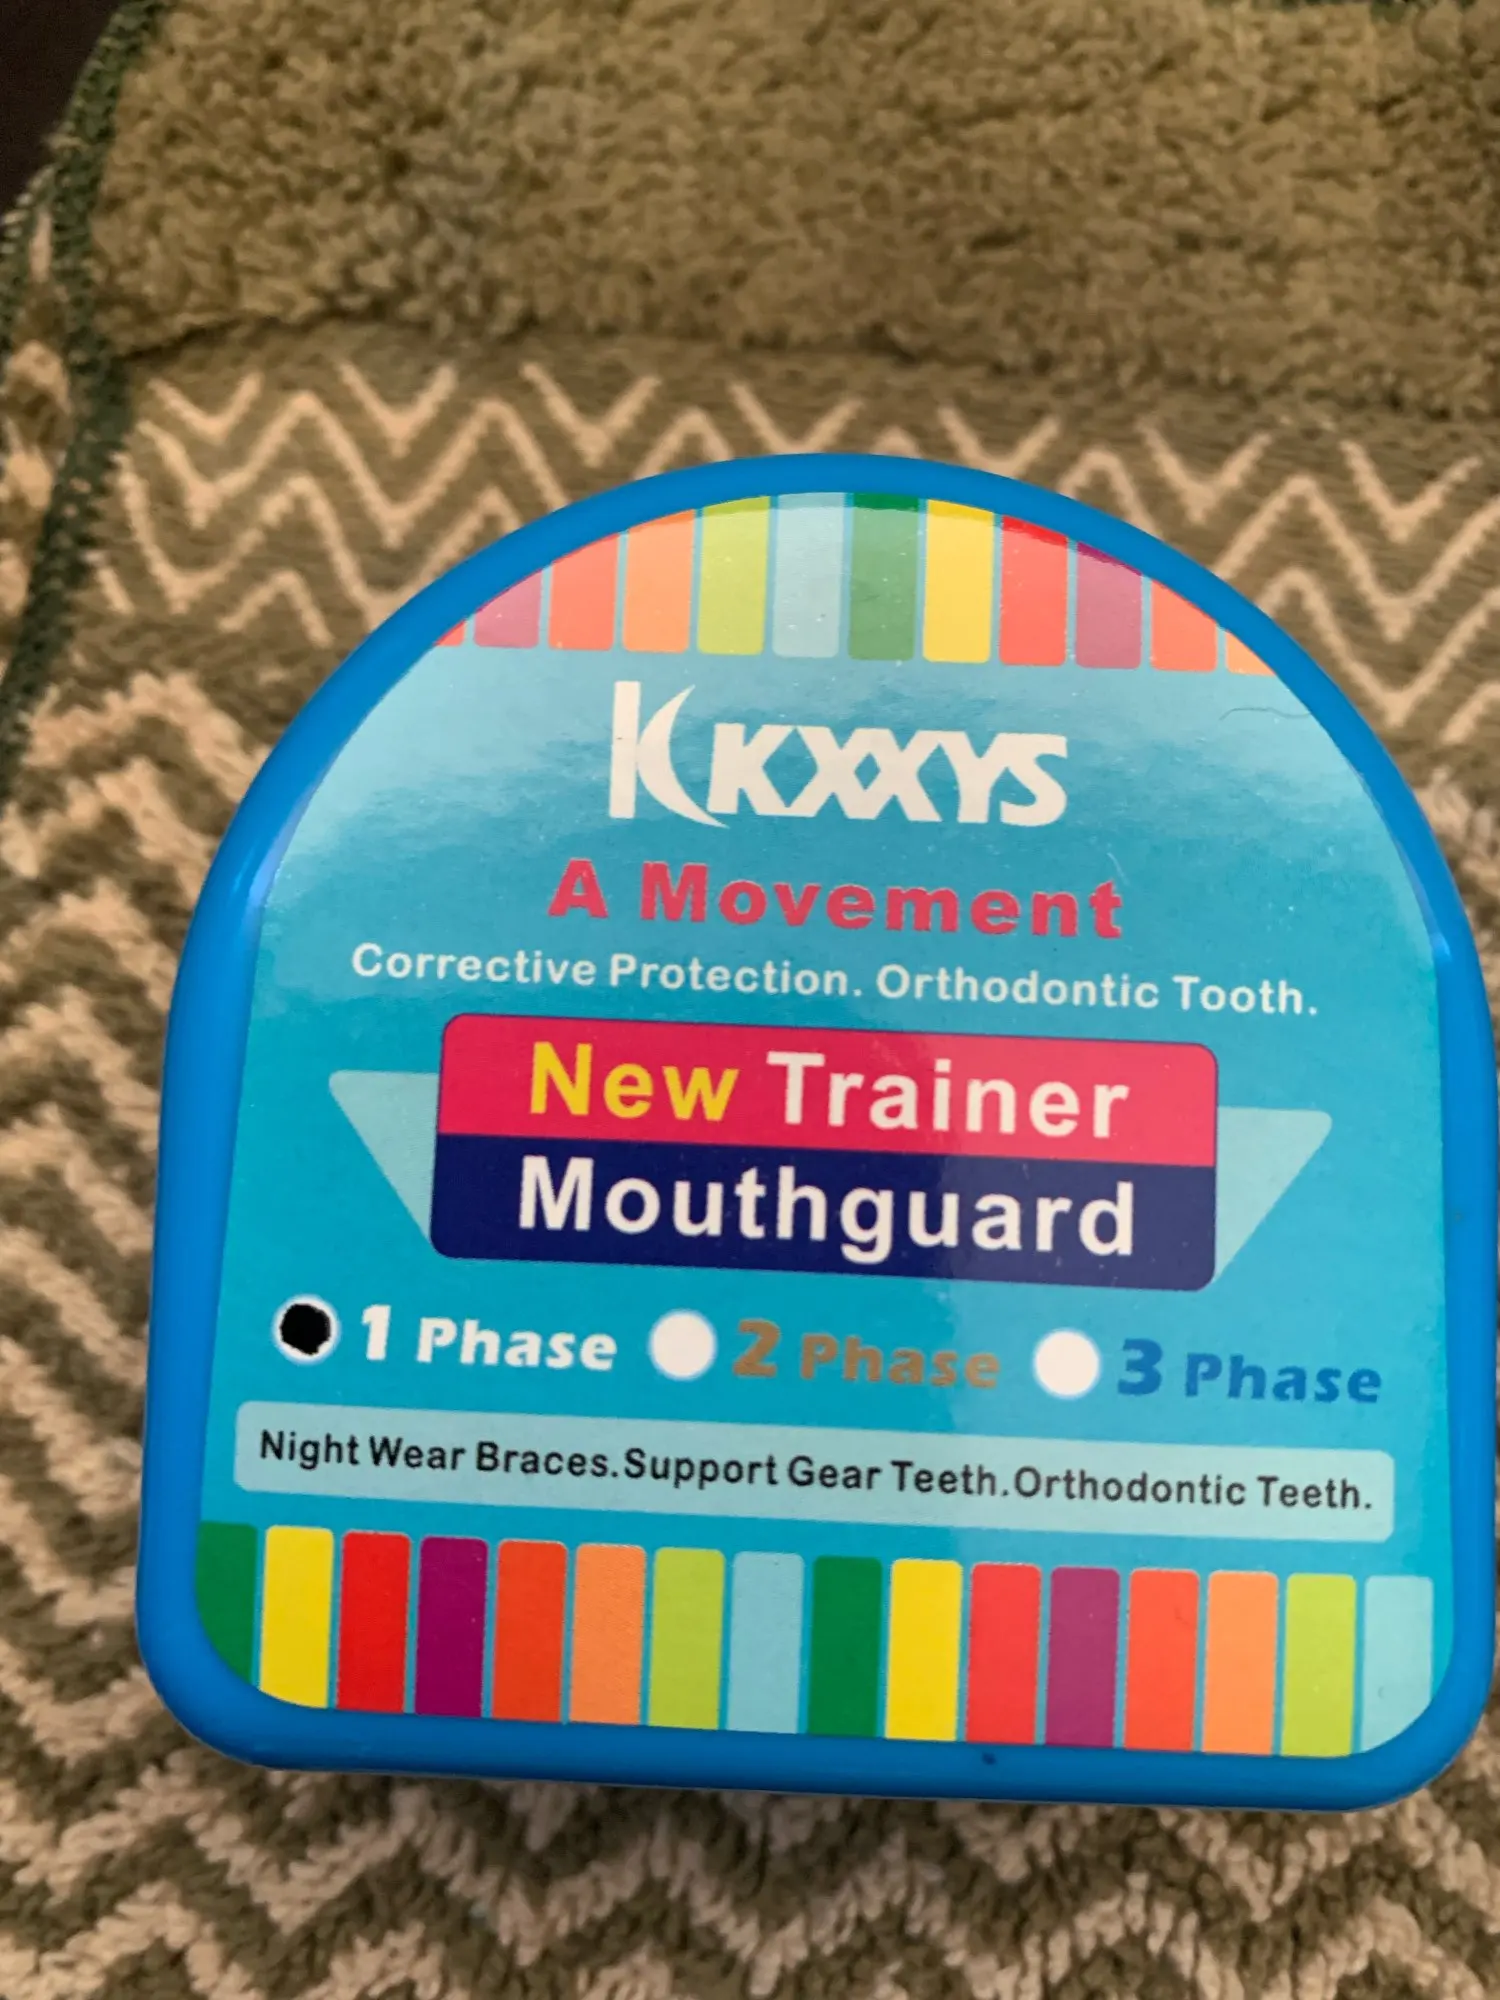 KKXXYS
A Movement
Corrective Protection. Orthodontic Tooth.
New Trainer
Mouthguard
1 Phase 2 Phase 3 Phase
Night Wear Braces.Support Gear Teeth.Orthodontic Teeth.